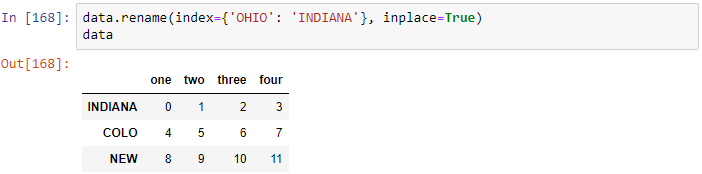 In [168]: data.rename(index={'OHIO': 'INDIANA'}, inplace=True)
data
Out[168]:
one two three four
INDIANA 0 1 2 3
COLO 4 5 6 7
NEW 8 9 10 11